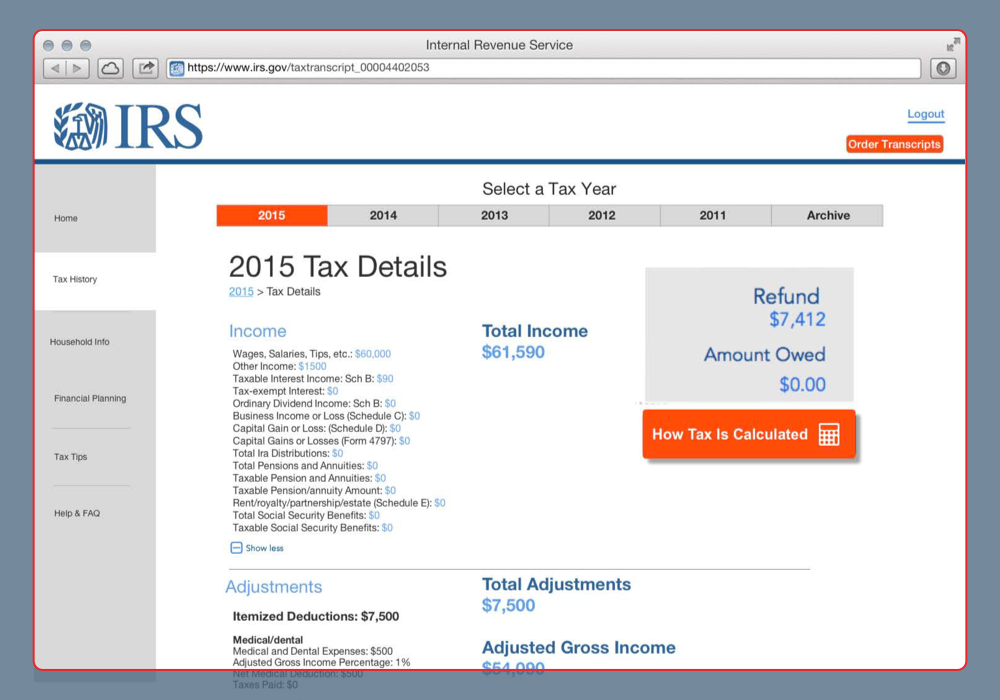 Internal Revenue Service
https://www.irs.gov/taxtranscript_00004402053
IRS
Logout
Order Transcripts
Home
Tax History
Household Info
Financial Planning
Tax Tips
Help & FAQ
Select a Tax Year
2015 2014 2013 2012 2011 Archive
2015 Tax Details
2015 > Tax Details
Refund
$7,412
Amount Owed
$0.00
How Tax Is Calculated
Income
Wages, Salaries, Tips, etc.: $60,000
Other Income: $1500
Taxable Interest Income: Sch B: $90
Tax-exempt Interest: $0
Ordinary Dividend Income: Sch B: $0
Business Income or Loss (Schedule C): $0
Capital Gain or Loss: (Schedule D): $0
Capital Gains or Losses (Form 4797): $0
Total Ira Distributions: $0
Total Pensions and Annuities: $0
Taxable Pension and Annuities: $0
Taxable Pension/annuity Amount: $0
Rent/royalty/partnership/estate (Schedule E): $0
Total Social Security Benefits: $0
Taxable Social Security Benefits: $0
Show less
Total Income
$61,590
Adjustments
Itemized Deductions: $7,500
Medical/dental
Medical and Dental Expenses: $500
Adjusted Gross Income Percentage: 1%
Net Medical Deduction: $500
Taxes Paid: $0
Total Adjustments
$7,500
Adjusted Gross Income
$54,090